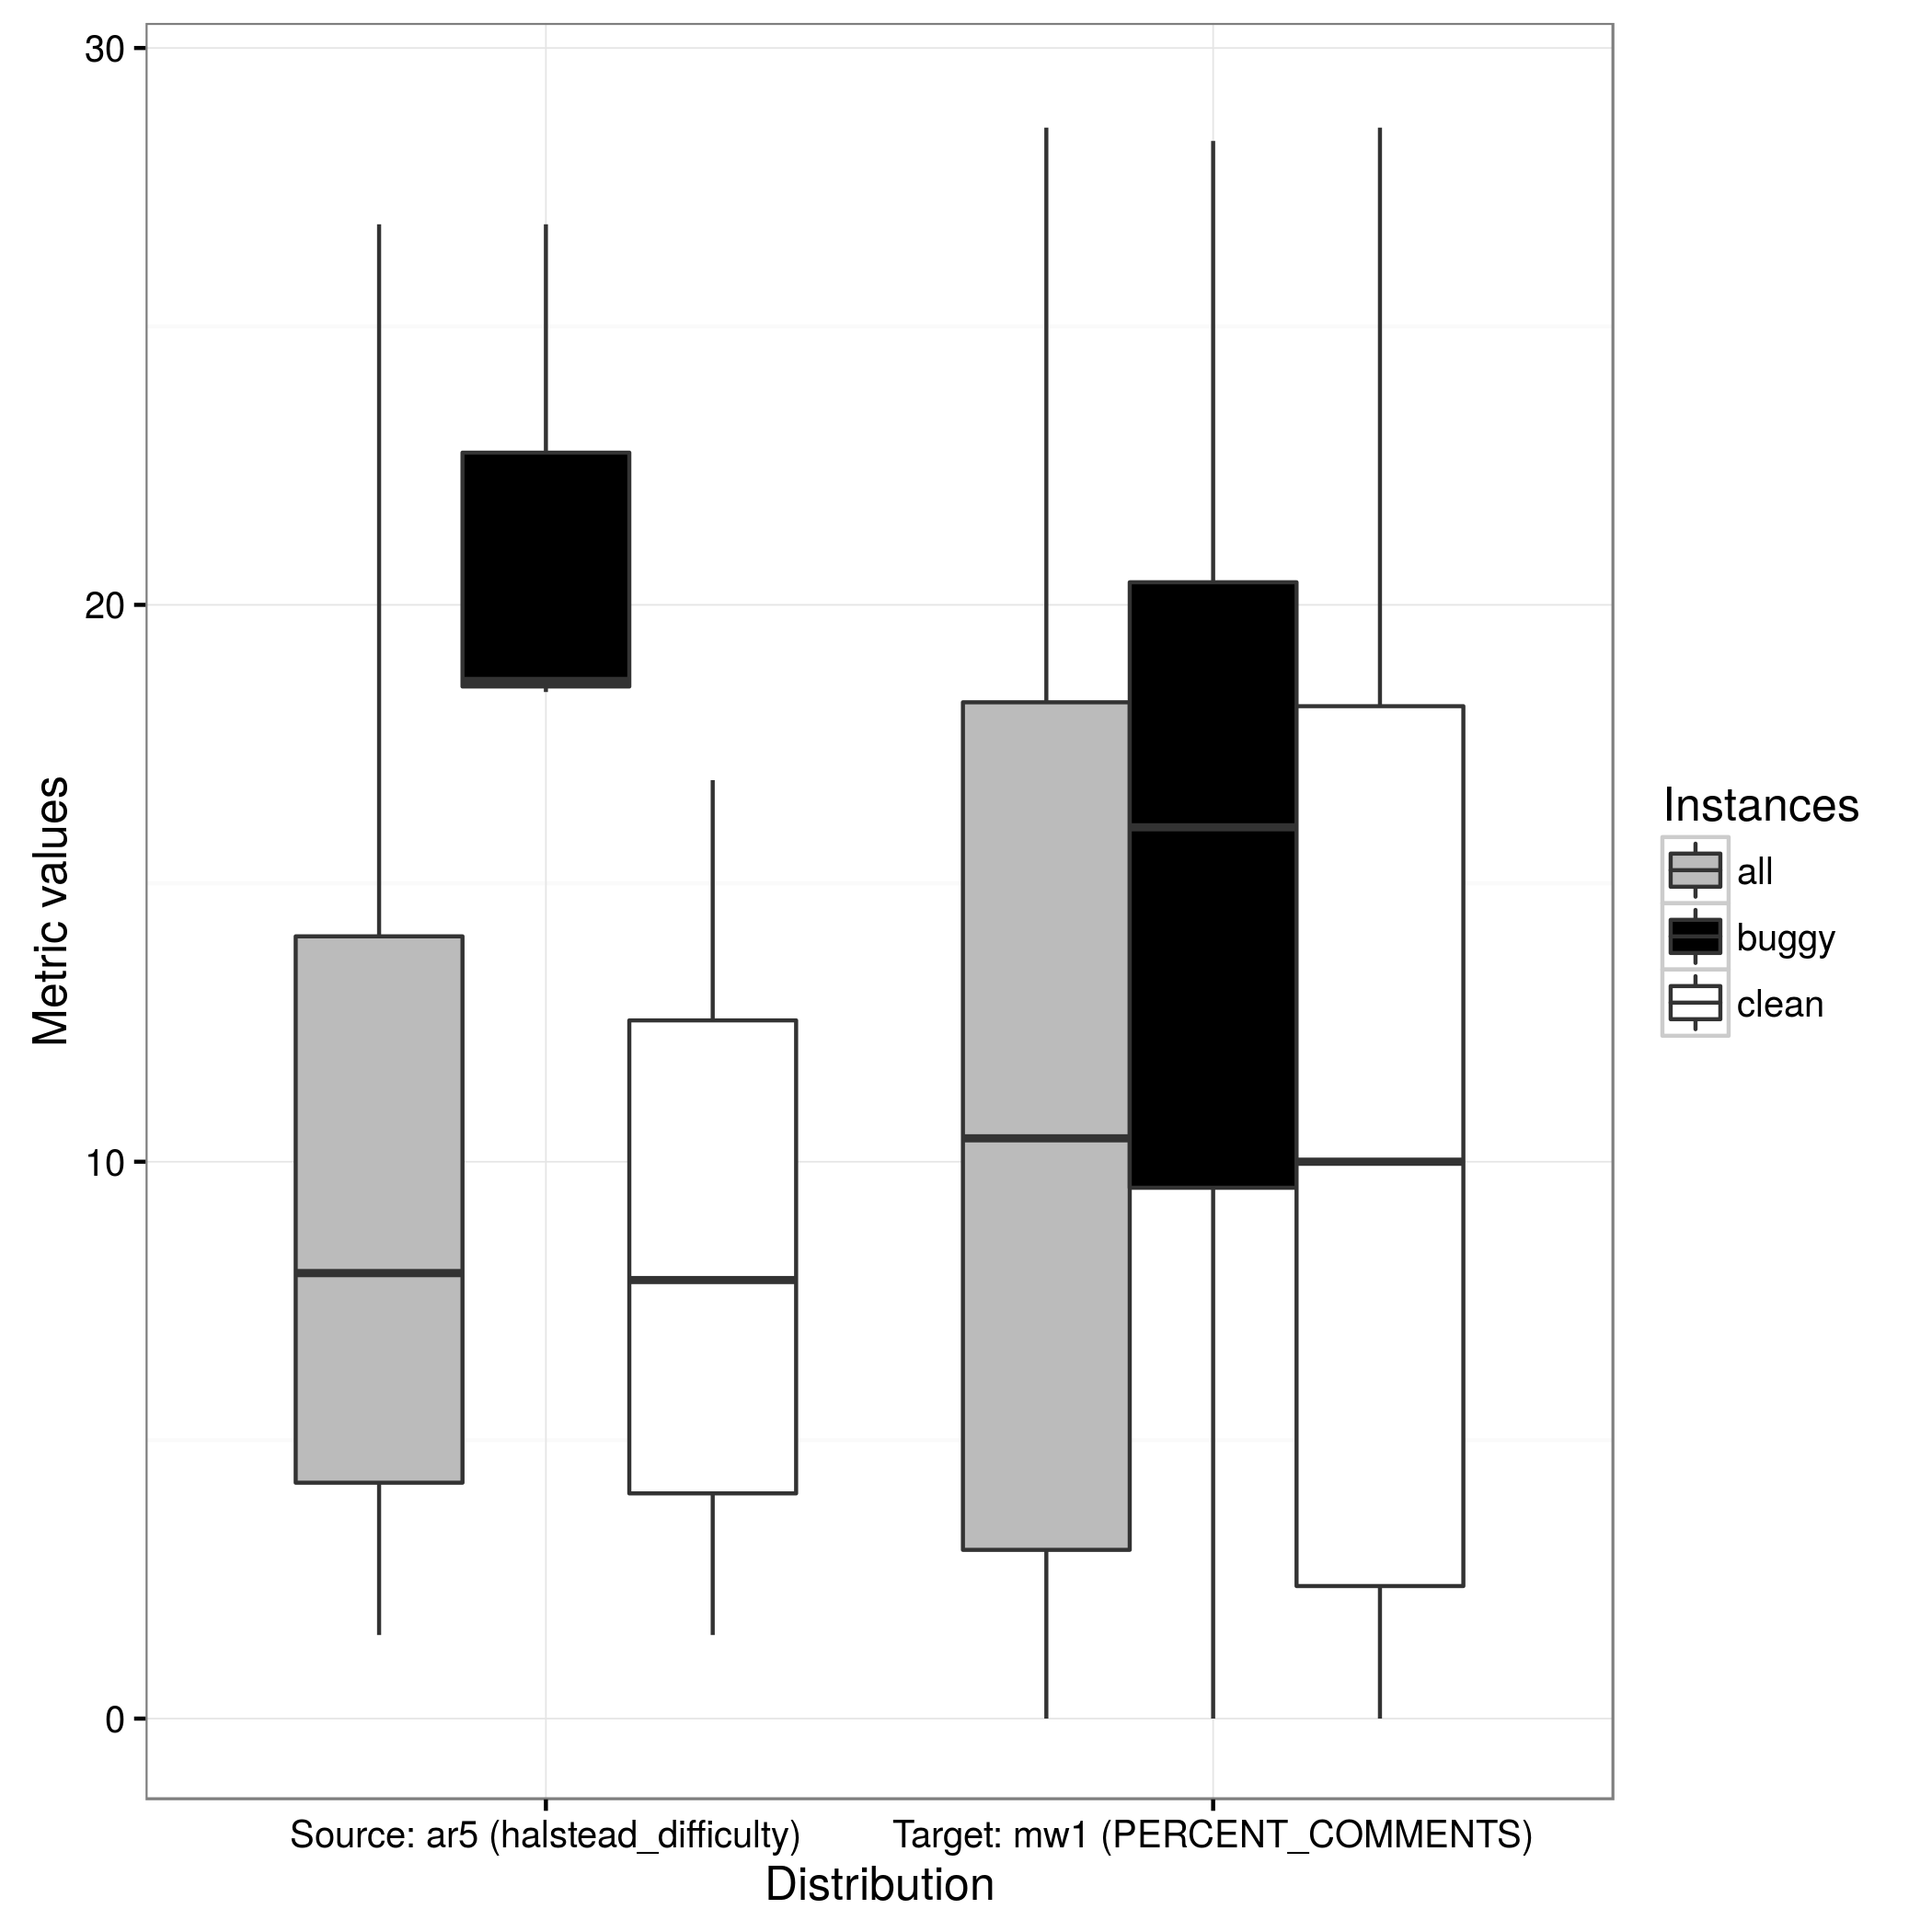 30
20
10
0
Metric values
Source: ar5 (halstead_difficulty)
Target: mw1 (PERCENT_COMMENTS)
Distribution
Instances
all
buggy
clean